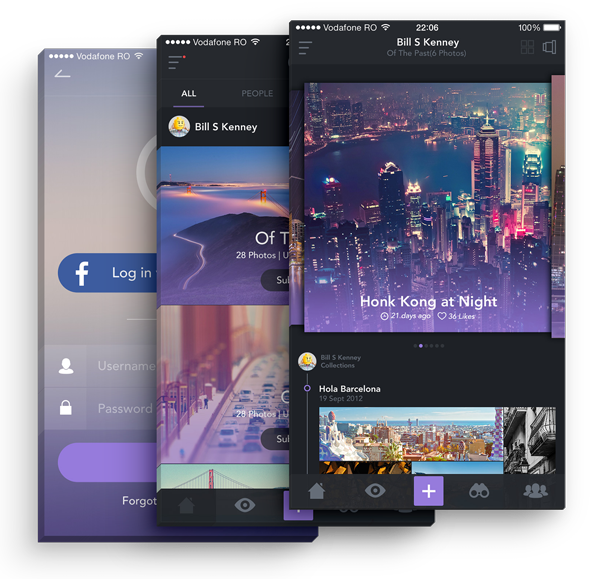 Vodafone RO
Log in
Username
Password
Forgot
Vodafone RO
ALL
PEOPLE
Bill S Kenney
Of
28 Photos |
28 Photos |
Vodafone RO
22:06
100%
Bill S Kenney
Of The Past(6 Photos)
Honk Kong at Night
21 days ago
36 Likes
Bill S Kenney
Collections
Hola Barcelona
19 Sept 2012